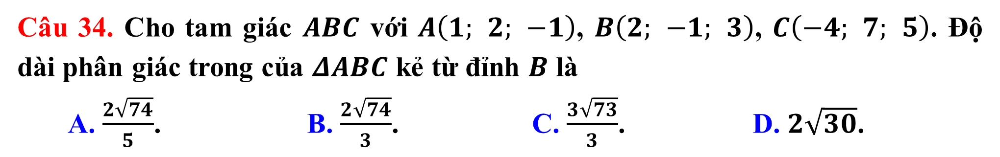 Câu 34. Cho tam giác ABC với A(1; 2; −1), B(2; −1; 3), C(−4; 7; 5). Độ
dài phân giác trong của ΔABC kẻ từ đỉnh B là
A. \frac{2\sqrt{74}}{5}. B. \frac{2\sqrt{74}}{3}. C. \frac{3\sqrt{73}}{3}. D. 2\sqrt{30}.